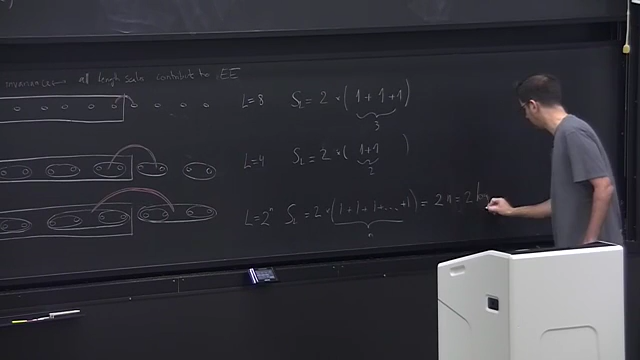 invariance all length scales contribute to EE
L=8 S_L = 2 × (1+1+1)
3
L=4 S_L = 2 × (1+1)
2
L=2^n S_L = 2 × (1+1+1+...+1) = 2n = 2
n